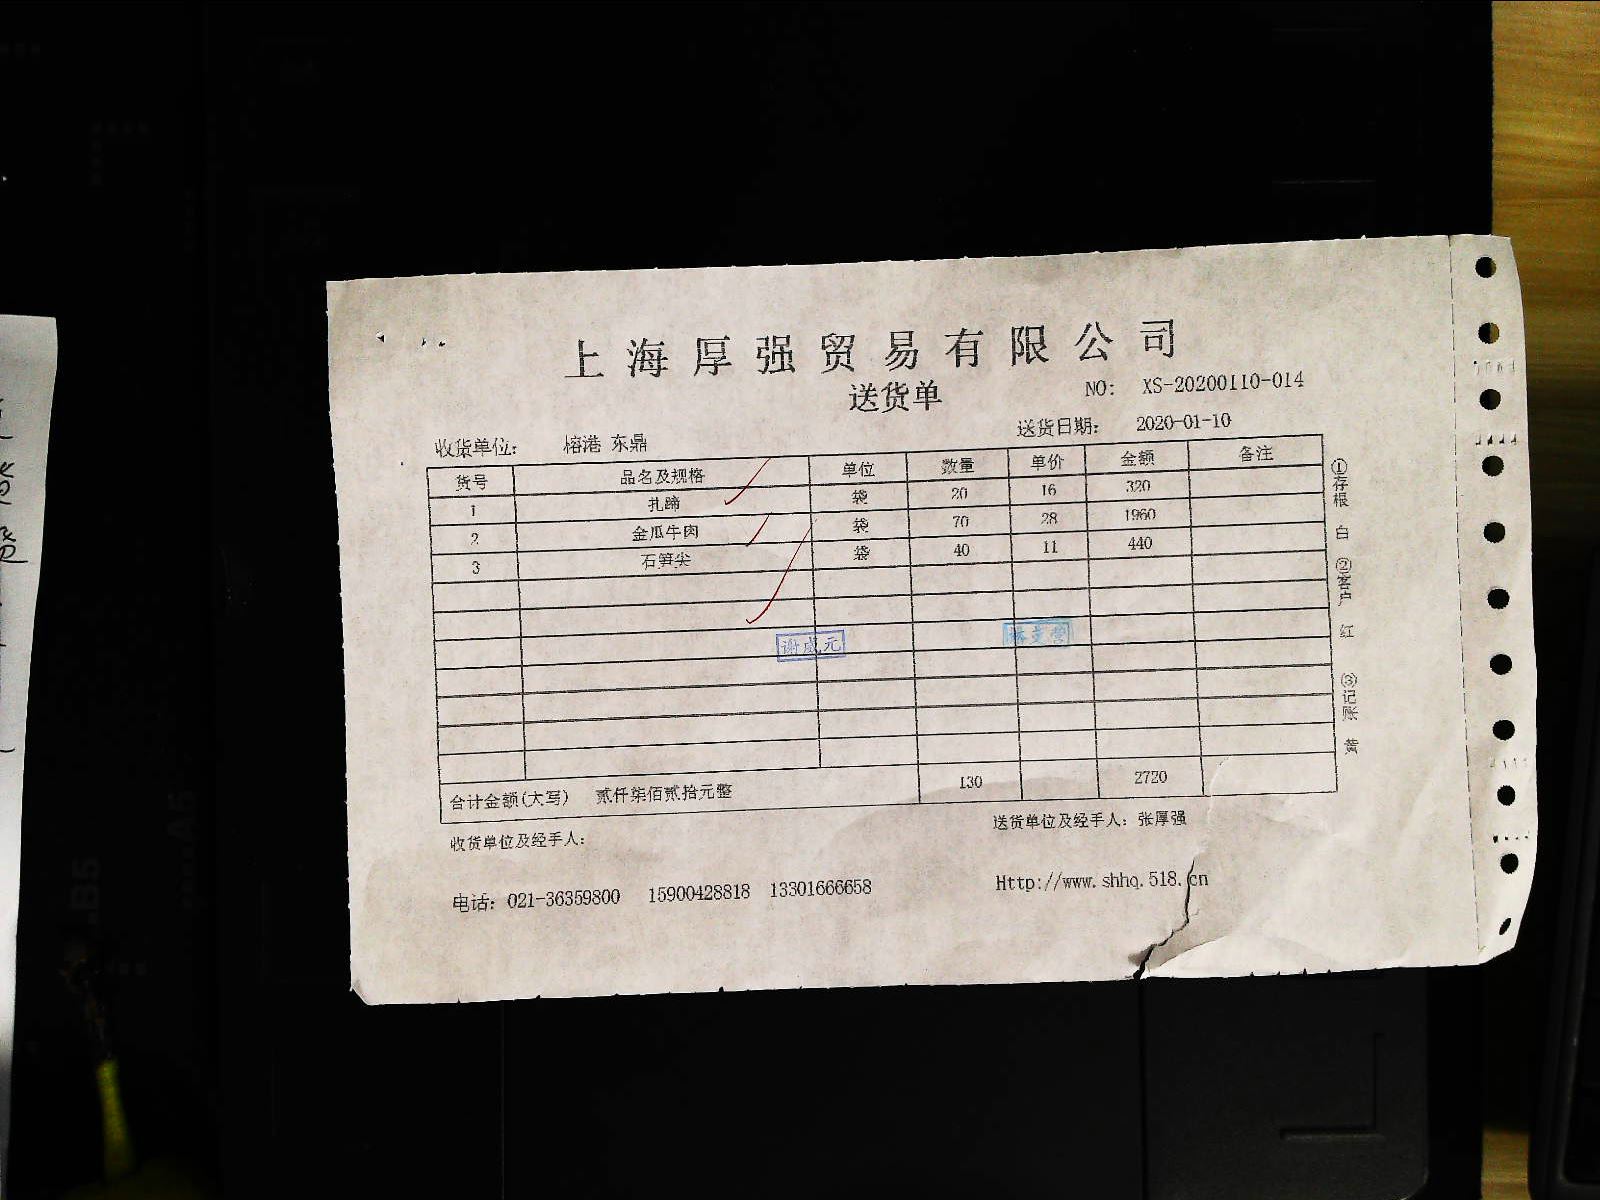 上海厚强贸易有限公司
送货单
NO: XS-20200110-014
收货单位: 榕港 东鼎
送货日期: 2020-01-10
货号 品名及规格 单位 数量 单价 金额 备注
1 扎蹄 袋 20 16 320
2 金瓜牛肉 袋 70 28 1960
3 石笋尖 袋 40 11 440
谢成元
合计金额(大写) 贰仟柒佰贰拾元整 130 2720
收货单位及经手人:
送货单位及经手人: 张厚强
电话: 021-36359800 15900428818 13301666658
Http://www.shhq.518.cn
①存根 白 ②客户 红 ③记账 黄